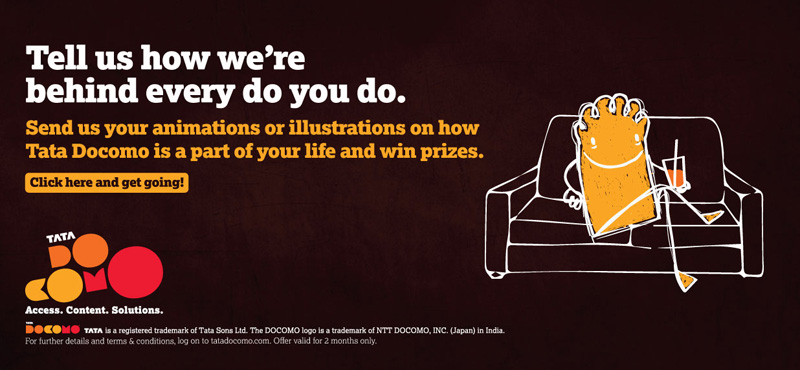 Tell us how we're
behind every do you do.
Send us your animations or illustrations on how
Tata Docomo is a part of your life and win prizes.
Click here and get going!
TATA
DO
COMO
Access. Content. Solutions.
TATA DOCOMO TATA is a registered trademark of Tata Sons Ltd. The DOCOMO logo is a trademark of NTT DOCOMO, INC. (Japan) in India.
For further details and terms & conditions, log on to tatadocomo.com. Offer valid for 2 months only.